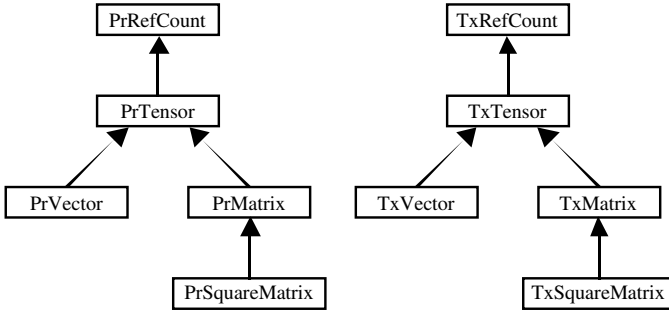 PrRefCount
TxRefCount
PrTensor
TxTensor
PrVector
PrMatrix
TxVector
TxMatrix
PrSquareMatrix
TxSquareMatrix